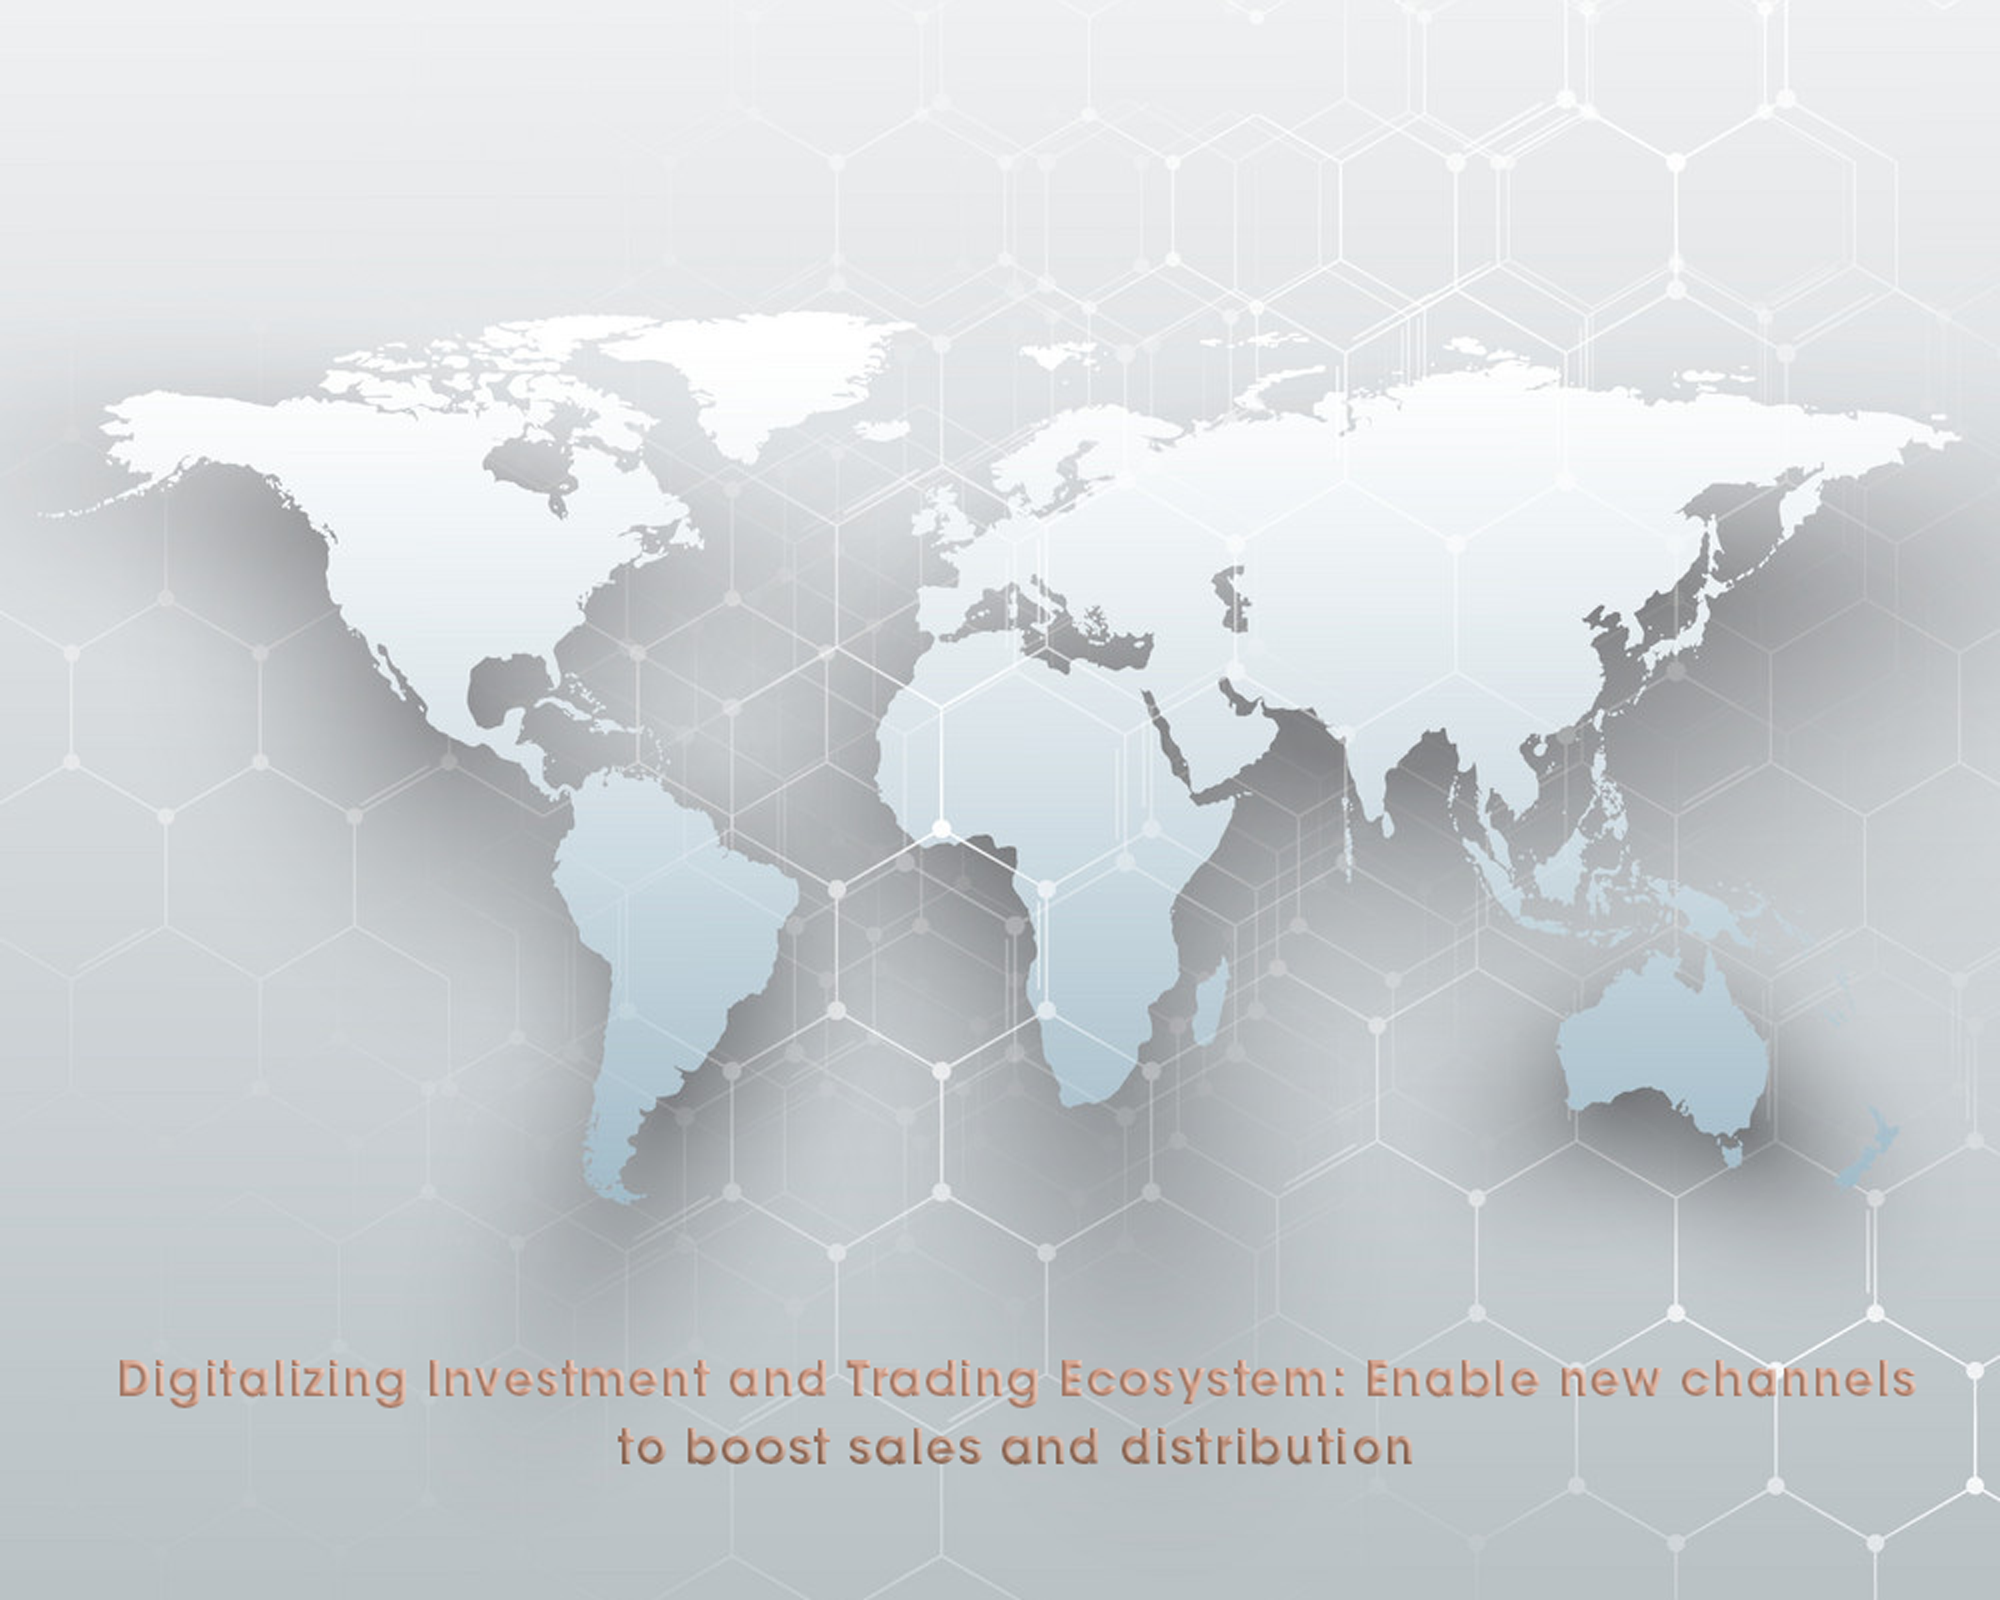 Digitalizing Investment and Trading Ecosystem: Enable new channels
to boost sales and distribution